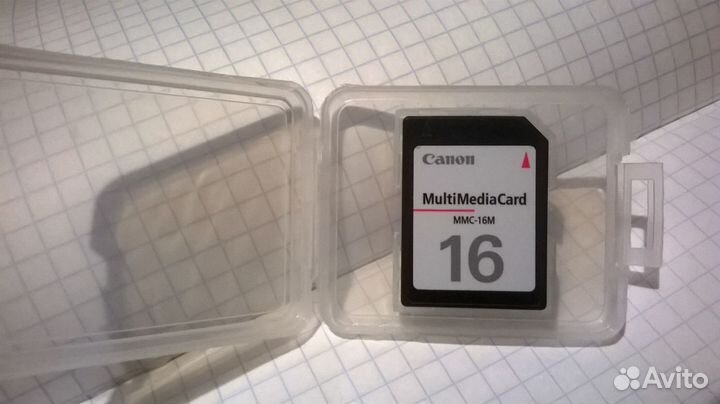 Canon
MultiMediaCard
MMC-16M
16
Avito